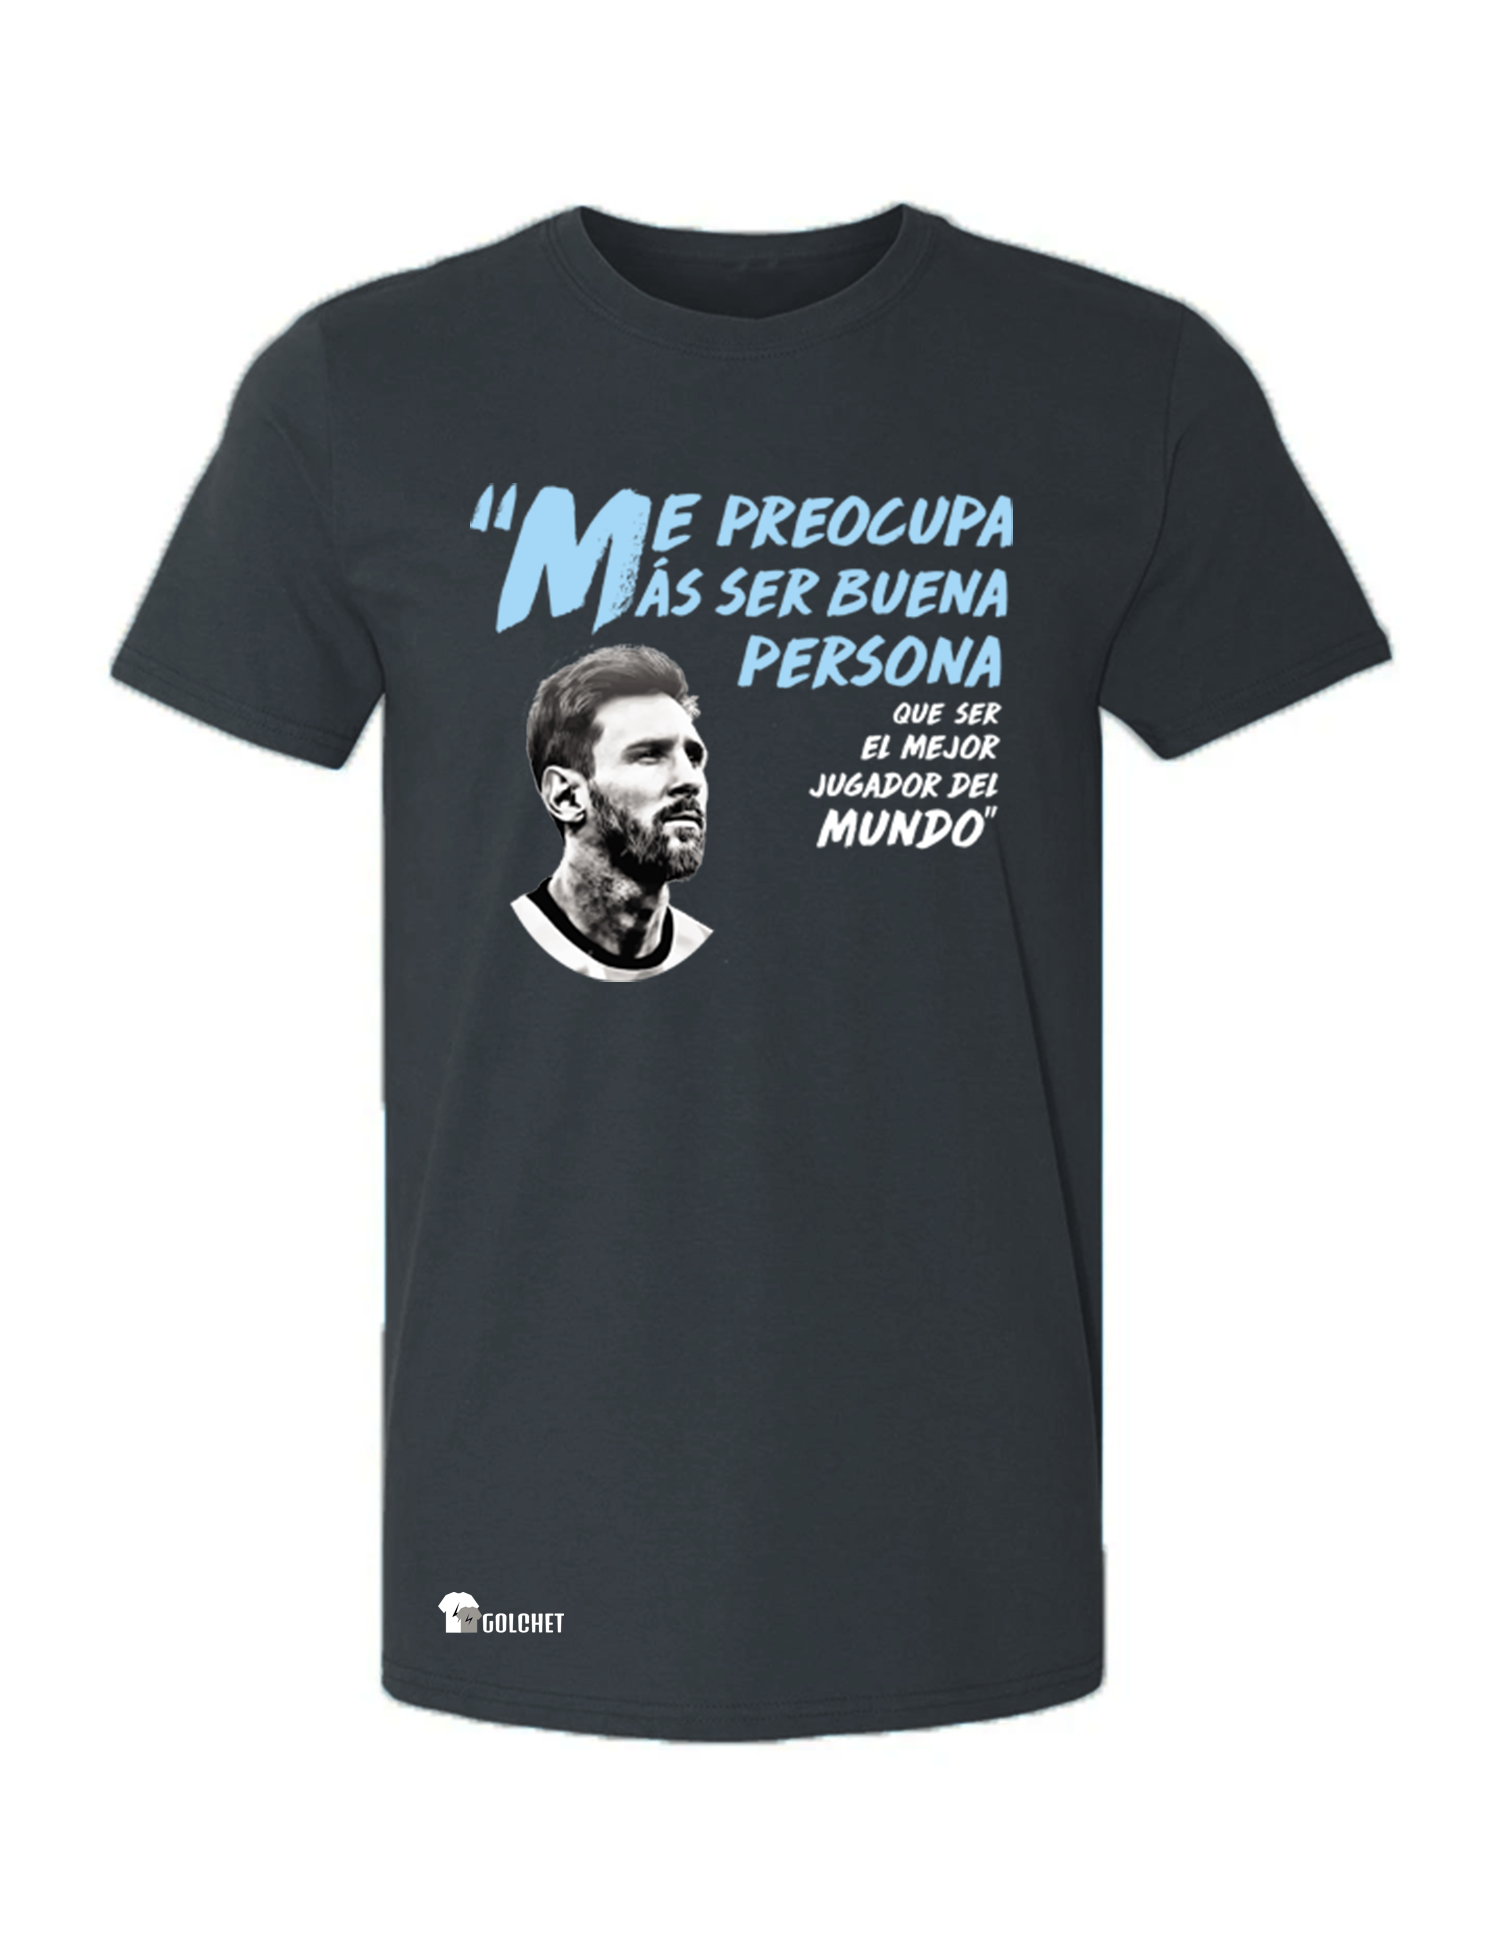 “ME PREOCUPA
MÁS SER BUENA
PERSONA
QUE SER
EL MEJOR
JUGADOR DEL
MUNDO”
GOLCHET